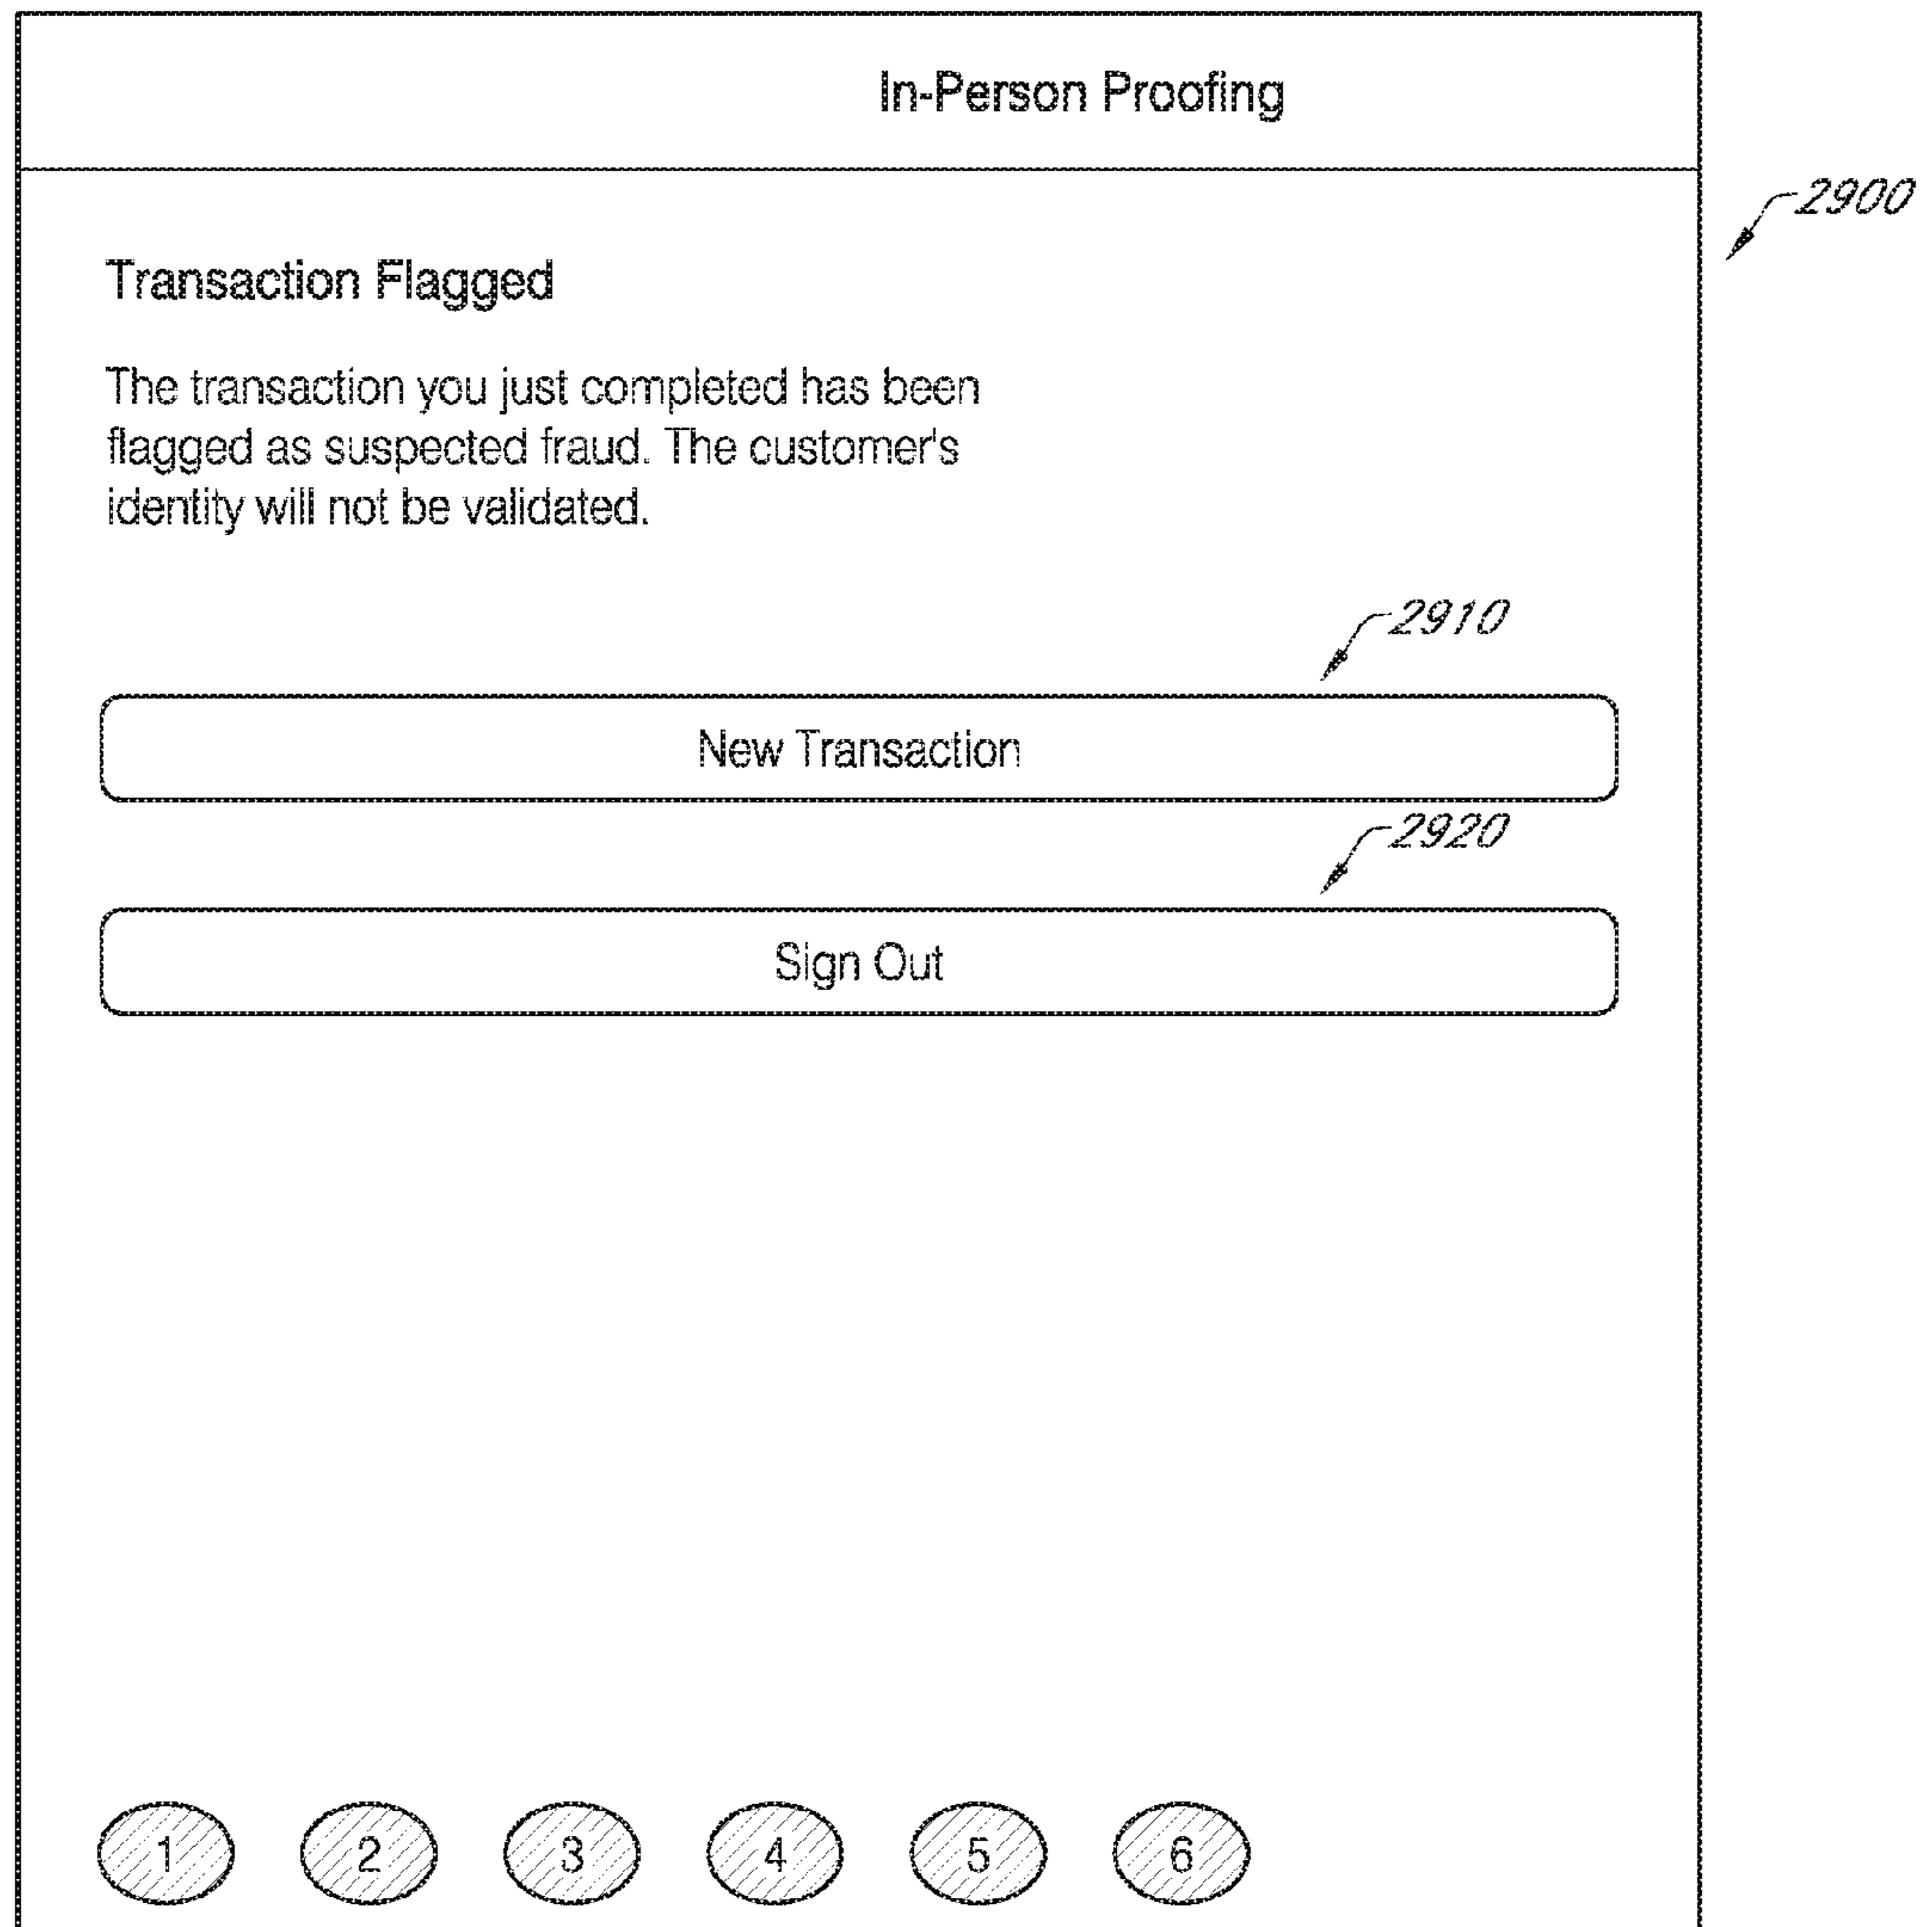 In-Person Proofing
2900
Transaction Flagged
The transaction you just completed has been
flagged as suspected fraud. The customer's
identity will not be validated.
2910
New Transaction
2920
Sign Out
1 2 3 4 5 6